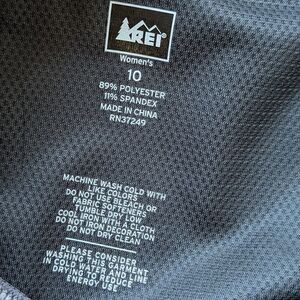 REI
Women's
10
89% POLYESTER
11% SPANDEX
MADE IN CHINA
RN37249
MACHINE WASH COLD WITH
LIKE COLORS
DO NOT USE BLEACH OR
FABRIC SOFTENERS
TUMBLE DRY LOW
COOL IRON WITH A CLOTH
DO NOT IRON DECORATION
DO NOT DRY CLEAN
PLEASE CONSIDER
WASHING THIS GARMENT
IN COLD WATER AND LINE
DRYING TO REDUCE
ENERGY USE